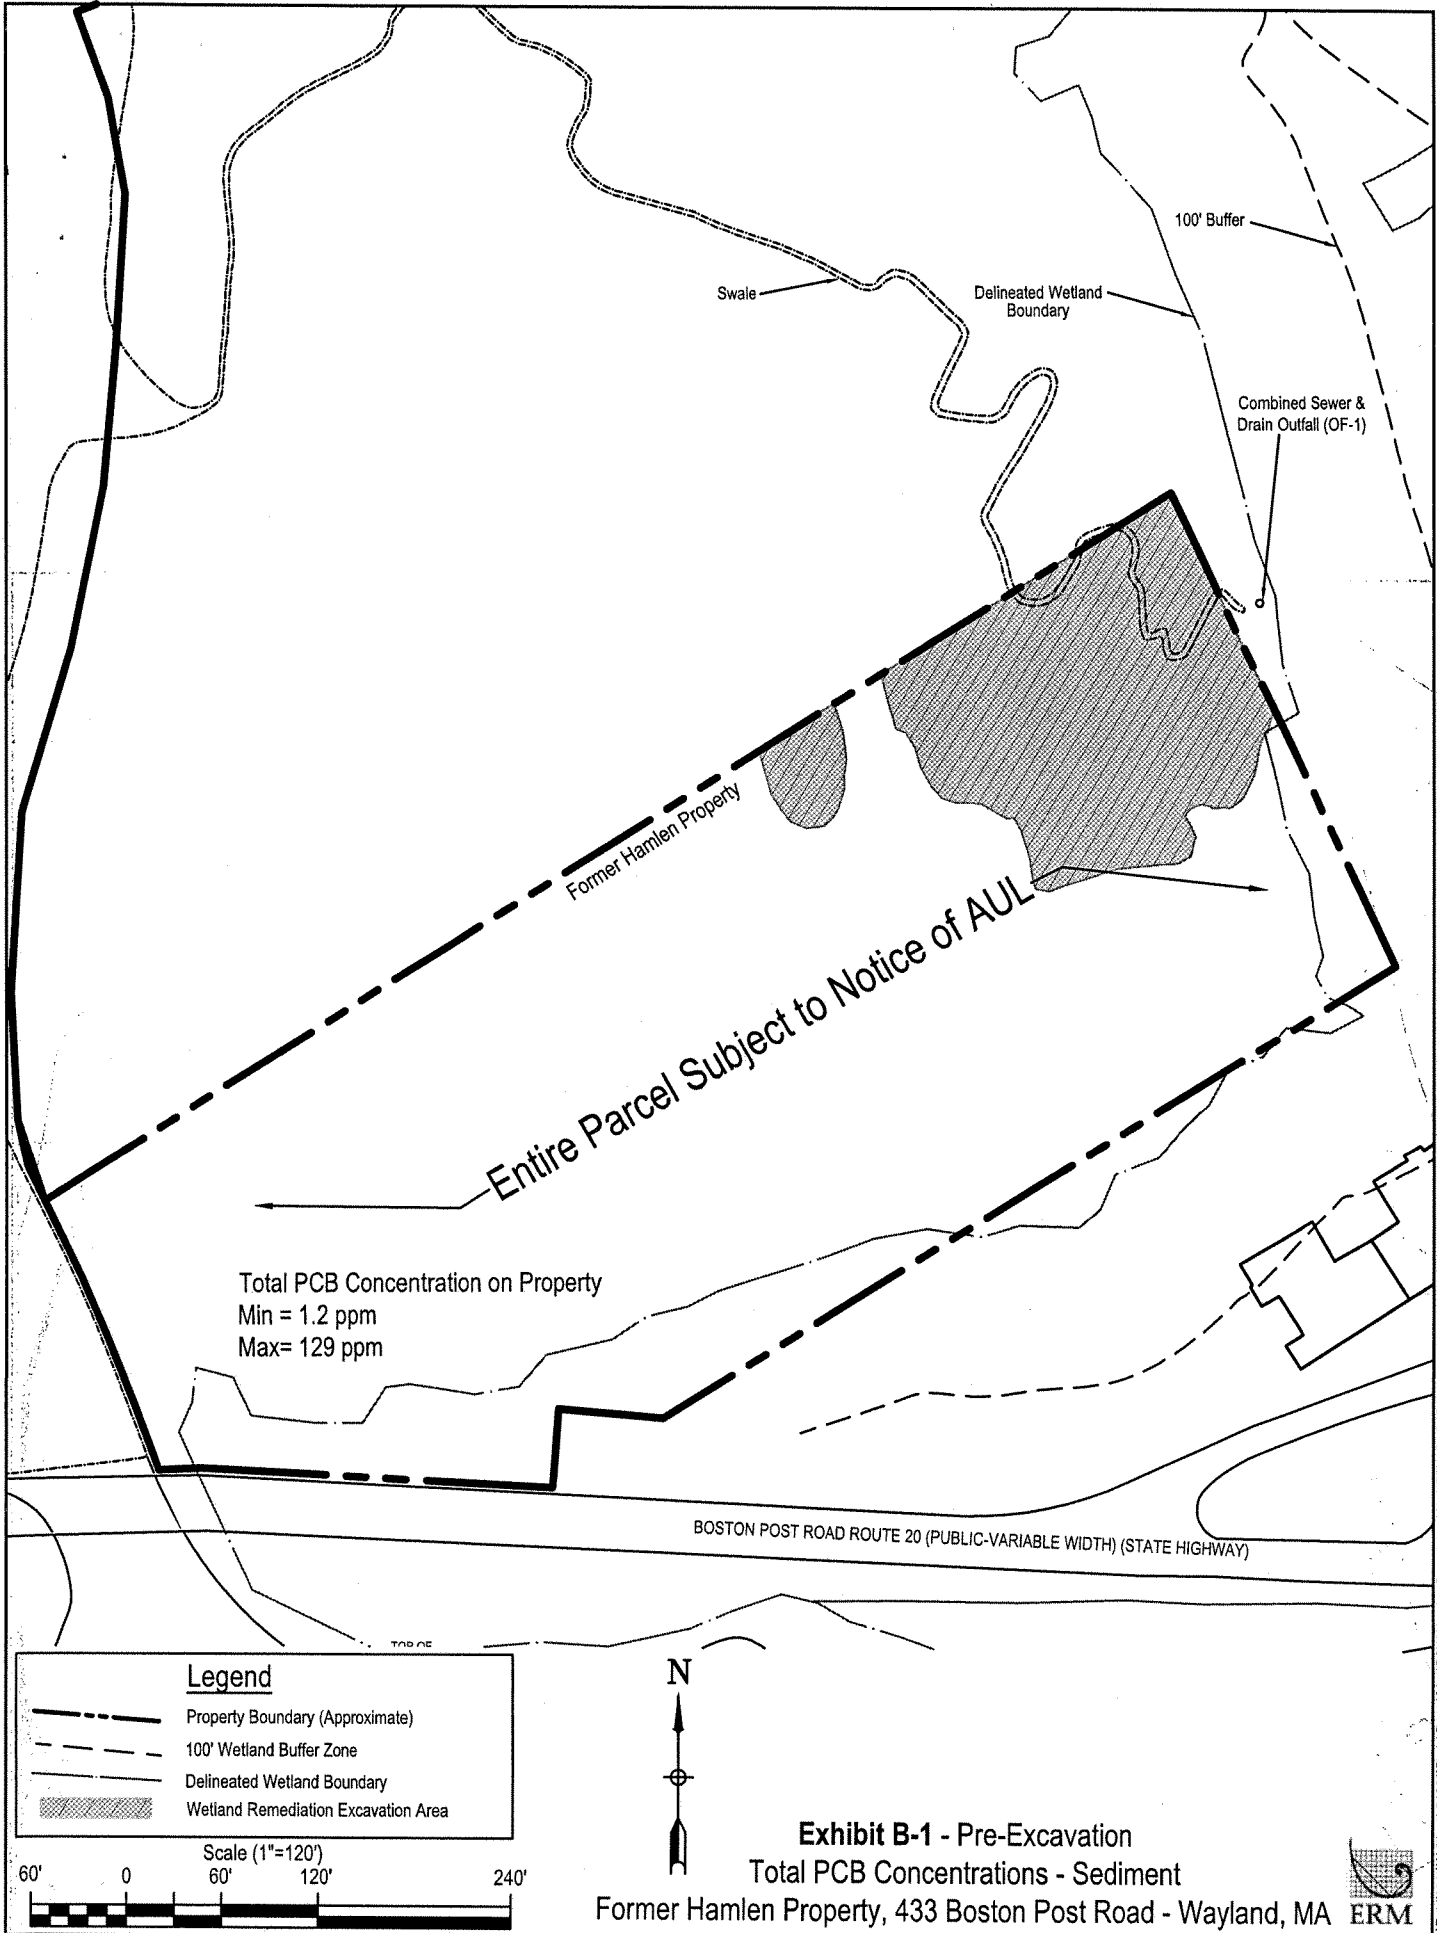 100' Buffer
Swale
Delineated Wetland
Boundary
Combined Sewer &
Drain Outfall (OF-1)
Former Hamlen Property
Entire Parcel Subject to Notice of AUL
Total PCB Concentration on Property
Min = 1.2 ppm
Max= 129 ppm
BOSTON POST ROAD ROUTE 20 (PUBLIC-VARIABLE WIDTH) (STATE HIGHWAY)
TOP OF
Legend
Property Boundary (Approximate)
100' Wetland Buffer Zone
Delineated Wetland Boundary
Wetland Remediation Excavation Area
Scale (1"=120')
60' 0 60' 120' 240'
N
Exhibit B-1 - Pre-Excavation
Total PCB Concentrations - Sediment
Former Hamlen Property, 433 Boston Post Road - Wayland, MA
ERM